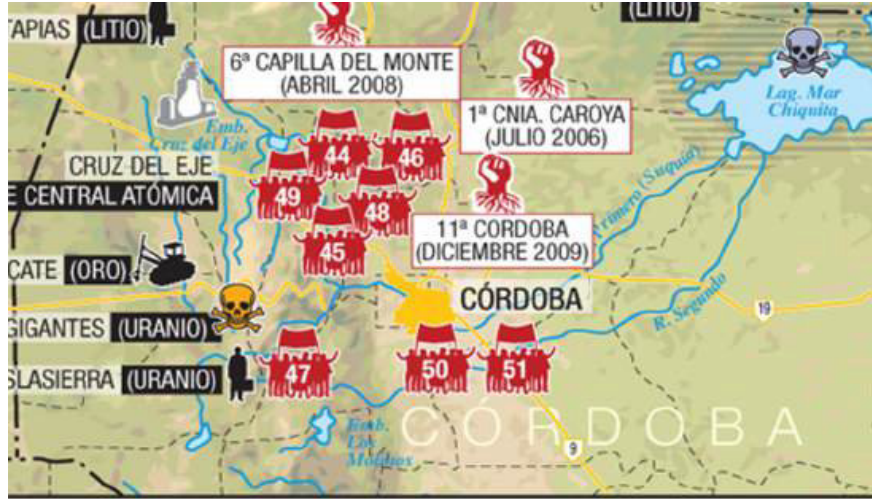 TAPIAS (LITIO)
(LITIO)
6ª CAPILLA DEL MONTE
(ABRIL 2008)
1ª CNIA. CAROYA
(JULIO 2006)
Lag. Mar
Chiquita
Emb.
Cruz del Eje
44
46
CRUZ DEL EJE
49
E CENTRAL ATÓMICA
48
45
11ª CORDOBA
(DICIEMBRE 2009)
Primero (Suquía)
CATE (ORO)
CÓRDOBA
R. Segundo
19
GIGANTES (URANIO)
SLASIERRA (URANIO)
47
50
51
Emb.
Los
Molinos
CÓRDOBA
9